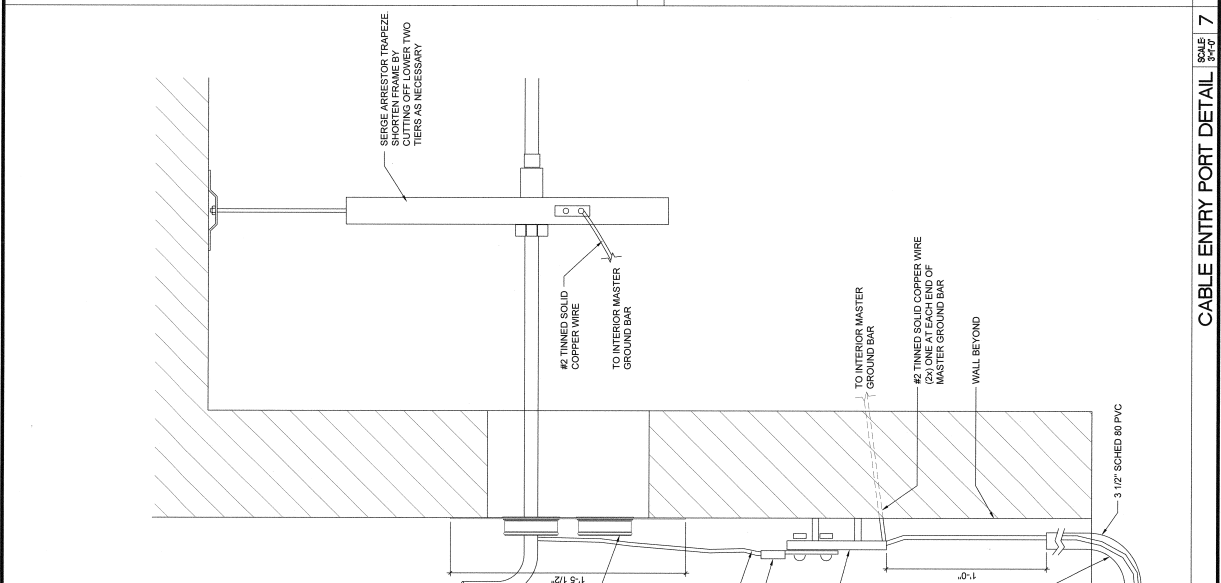 SERGE ARRESTOR TRAPEZE.
SHORTEN FRAME BY
CUTTING OFF LOWER TWO
TIERS AS NECESSARY
#2 TINNED SOLID
COPPER WIRE
TO INTERIOR MASTER
GROUND BAR
TO INTERIOR MASTER
GROUND BAR
#2 TINNED SOLID COPPER WIRE
(2x) ONE AT EACH END OF
MASTER GROUND BAR
WALL BEYOND
3 1/2" SCHED 80 PVC
1'-5 1/2"
1'-0"
CABLE ENTRY PORT DETAIL
SCALE:
3"=1'-0"
7